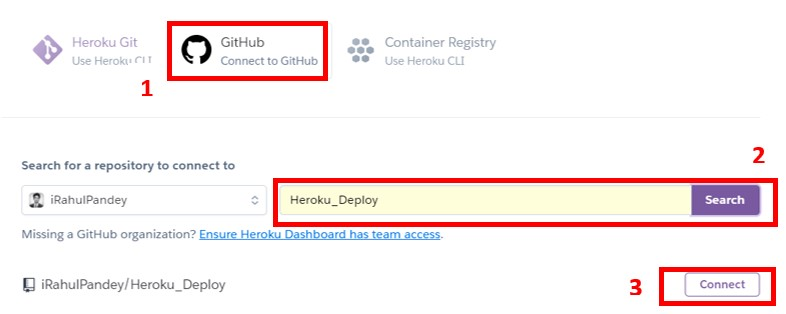 Heroku Git
Use Heroku CLI
GitHub
Connect to GitHub
Container Registry
Use Heroku CLI
1
Search for a repository to connect to
2
iRahulPandey
Heroku_Deploy
Search
Missing a GitHub organization? Ensure Heroku Dashboard has team access.
iRahulPandey/Heroku_Deploy
3
Connect